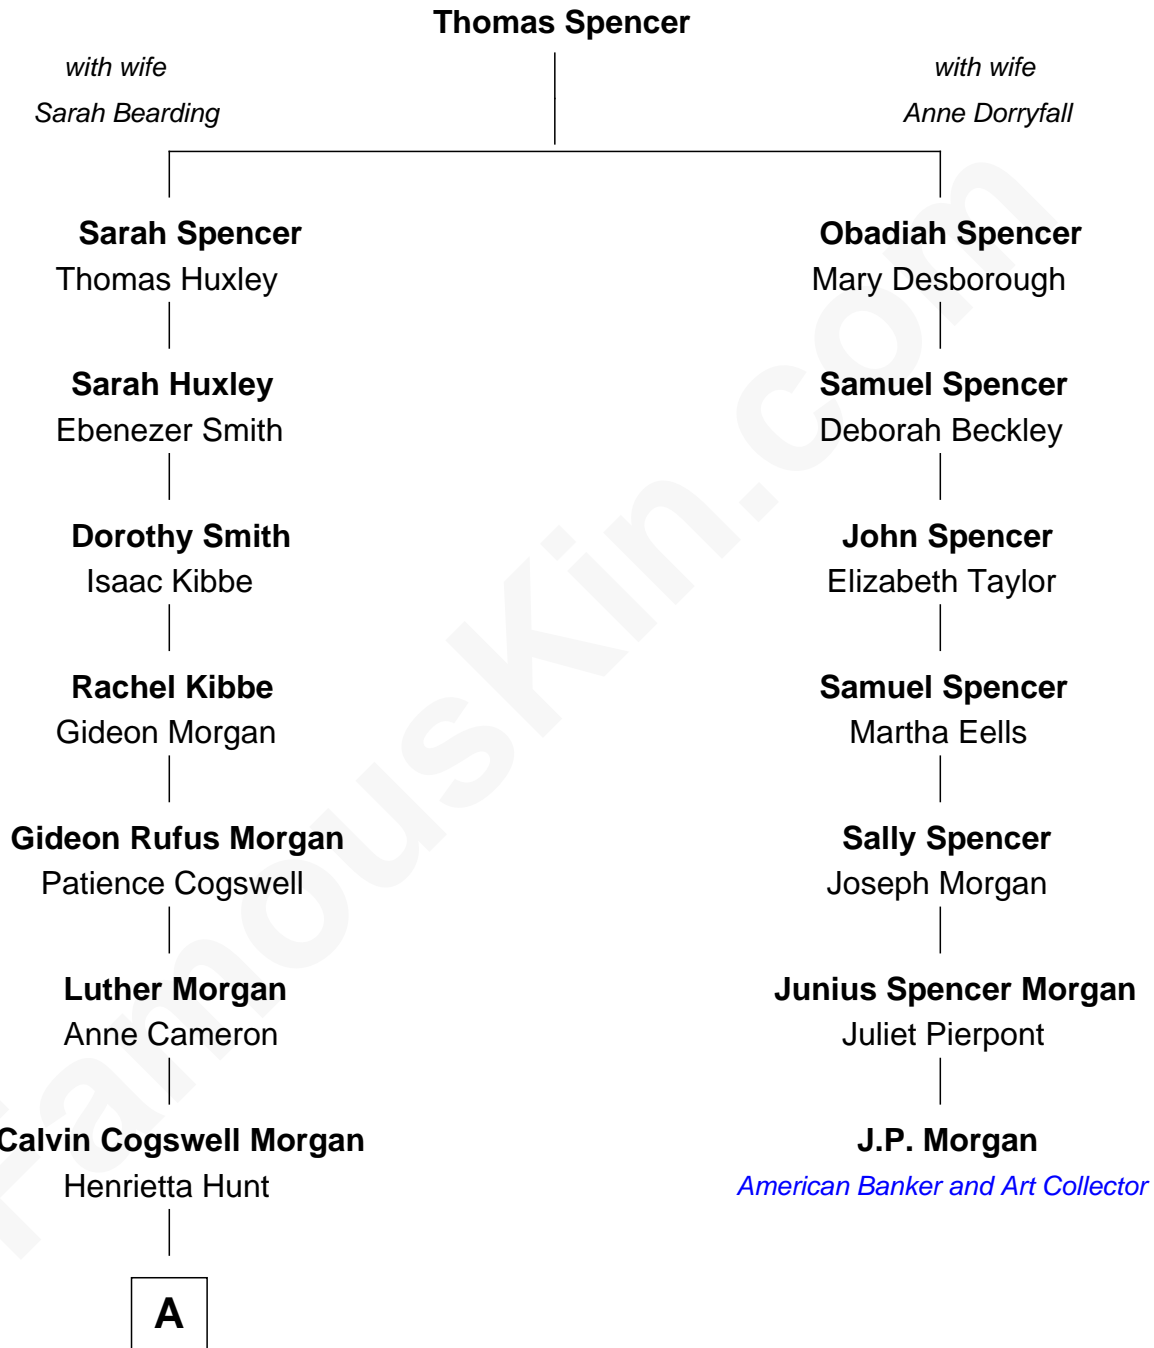 Thomas Spencer
with wife
Sarah Bearding
with wife
Anne Dorryfall
Sarah Spencer
Thomas Huxley
Obadiah Spencer
Mary Desborough
Sarah Huxley
Ebenezer Smith
Samuel Spencer
Deborah Beckley
Dorothy Smith
Isaac Kibbe
John Spencer
Elizabeth Taylor
Rachel Kibbe
Gideon Morgan
Samuel Spencer
Martha Eells
Gideon Rufus Morgan
Patience Cogswell
Sally Spencer
Joseph Morgan
Luther Morgan
Anne Cameron
Junius Spencer Morgan
Juliet Pierpont
Calvin Cogswell Morgan
Henrietta Hunt
J.P. Morgan
American Banker and Art Collector
A
FamousKin.com